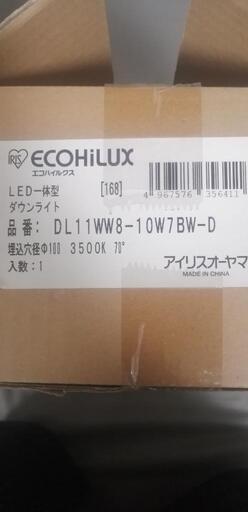 IRIS ECOHiLUX
エコハイルクス
LED一体型 [168]
ダウンライト
4 967576 356411
品番: DL11WW8-10W7BW-D
埋込穴径Φ100 3500K 70°
入数:1
アイリスオーヤマ
MADE IN CHINA